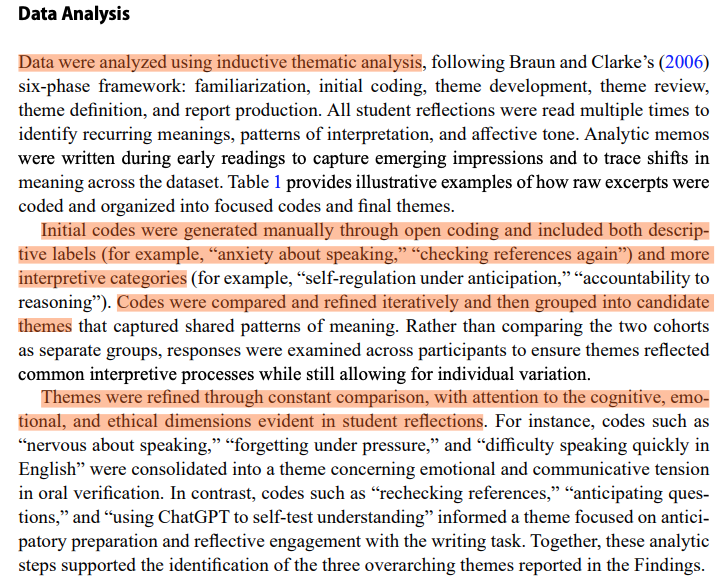 Data Analysis
Data were analyzed using inductive thematic analysis, following Braun and Clarke’s (2006)
six-phase framework: familiarization, initial coding, theme development, theme review,
theme definition, and report production. All student reflections were read multiple times to
identify recurring meanings, patterns of interpretation, and affective tone. Analytic memos
were written during early readings to capture emerging impressions and to trace shifts in
meaning across the dataset. Table 1 provides illustrative examples of how raw excerpts were
coded and organized into focused codes and final themes.
Initial codes were generated manually through open coding and included both descrip-
tive labels (for example, “anxiety about speaking,” “checking references again”) and more
interpretive categories (for example, “self-regulation under anticipation,” “accountability to
reasoning”). Codes were compared and refined iteratively and then grouped into candidate
themes that captured shared patterns of meaning. Rather than comparing the two cohorts
as separate groups, responses were examined across participants to ensure themes reflected
common interpretive processes while still allowing for individual variation.
Themes were refined through constant comparison, with attention to the cognitive, emo-
tional, and ethical dimensions evident in student reflections. For instance, codes such as
“nervous about speaking,” “forgetting under pressure,” and “difficulty speaking quickly in
English” were consolidated into a theme concerning emotional and communicative tension
in oral verification. In contrast, codes such as “rechecking references,” “anticipating ques-
tions,” and “using ChatGPT to self-test understanding” informed a theme focused on antici-
patory preparation and reflective engagement with the writing task. Together, these analytic
steps supported the identification of the three overarching themes reported in the Findings.